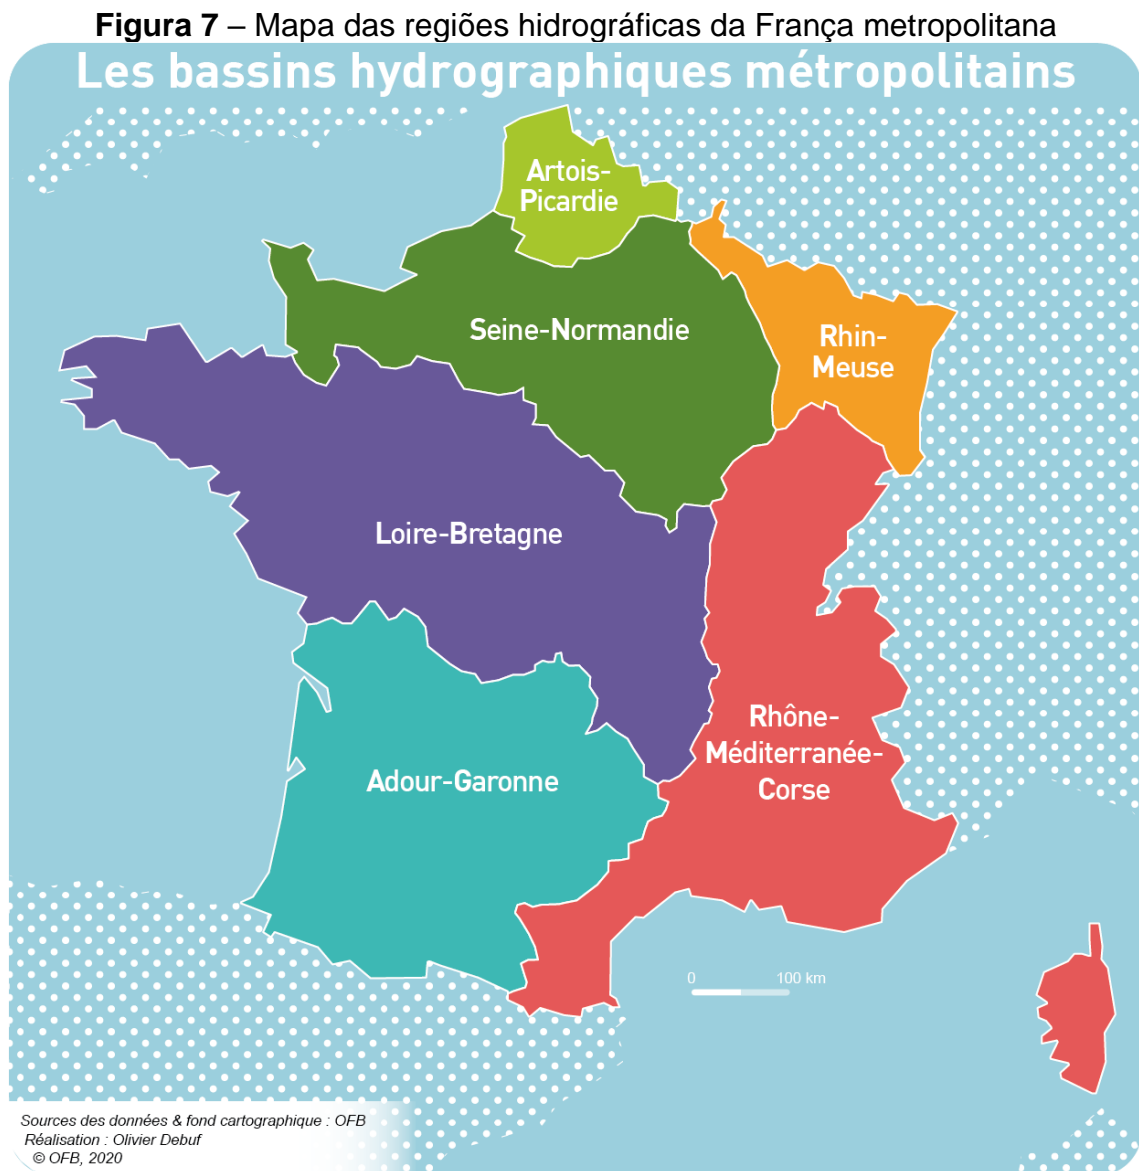 Figura 7 – Mapa das regiões hidrográficas da França metropolitana
Les bassins hydrographiques métropolitains
Artois-
Picardie
Seine-Normandie
Rhin-
Meuse
Loire-Bretagne
Rhône-
Méditerranée-
Corse
Adour-Garonne
0 100 km
Sources des données & fond cartographique : OFB
Réalisation : Olivier Debuf
© OFB, 2020